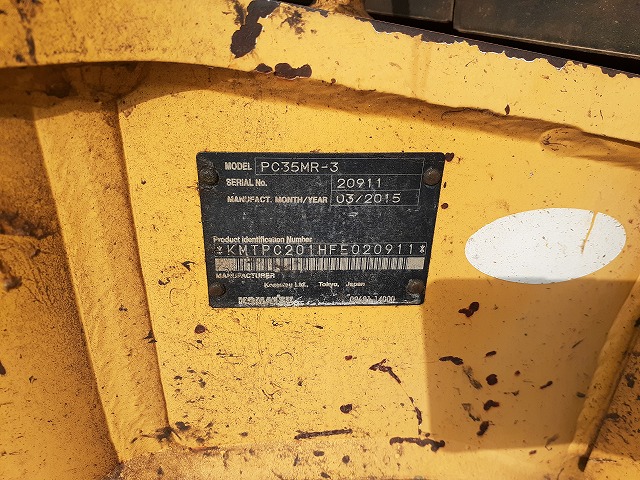 MODEL PC35MR-3
SERIAL No. 20911
MANUFACT. MONTH/YEAR 03/2015
Product Identification Number
*KMTPC201HFE020911*
MANUFACTURER
Komatsu Ltd., Tokyo, Japan
KOMATSU